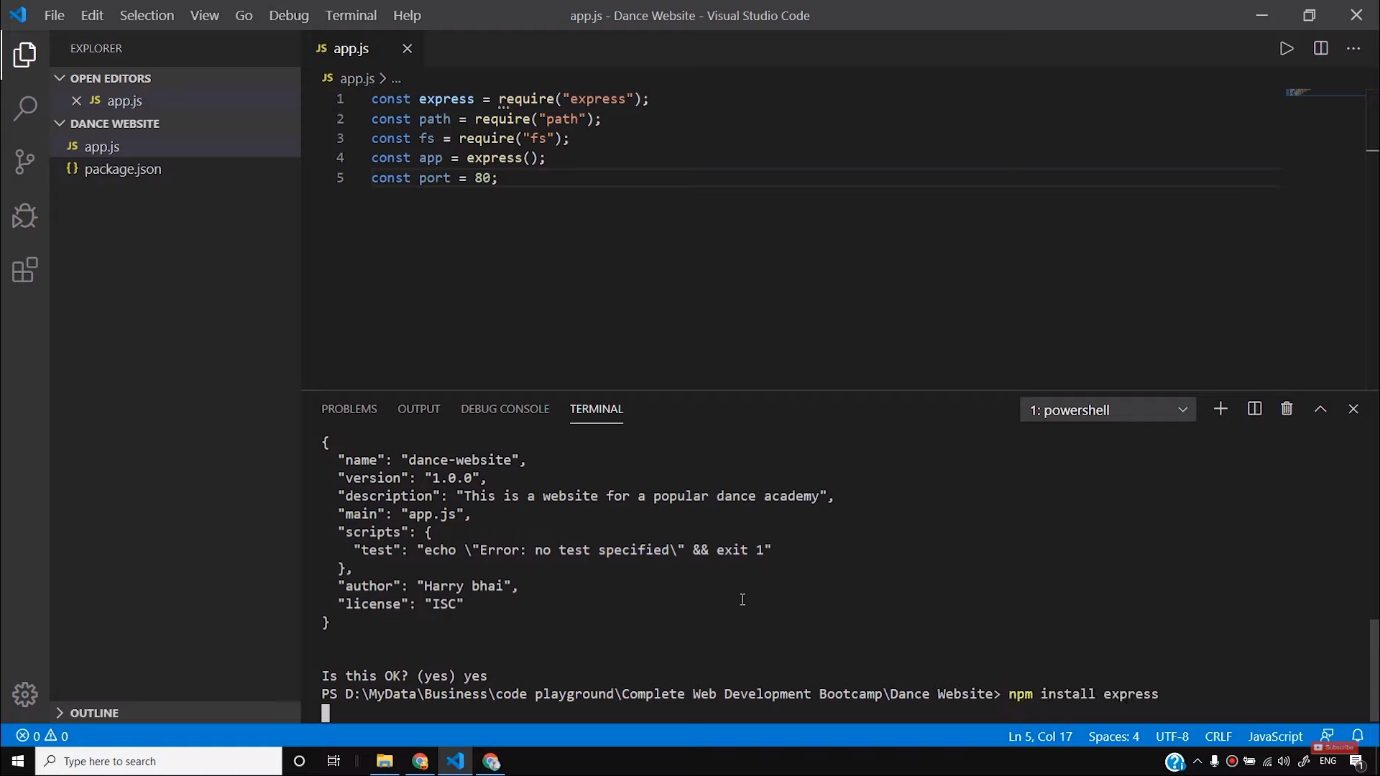 File Edit Selection View Go Debug Terminal Help
app.js - Dance Website - Visual Studio Code
EXPLORER
OPEN EDITORS
JS app.js
DANCE WEBSITE
JS app.js
{} package.json
OUTLINE
JS app.js
JS app.js > ...
1 const express = require("express");
2 const path = require("path");
3 const fs = require("fs");
4 const app = express();
5 const port = 80;
PROBLEMS OUTPUT DEBUG CONSOLE TERMINAL
1: powershell
{
"name": "dance-website",
"version": "1.0.0",
"description": "This is a website for a popular dance academy",
"main": "app.js",
"scripts": {
"test": "echo \"Error: no test specified\" && exit 1"
},
"author": "Harry bhai",
"license": "ISC"
}
Is this OK? (yes) yes
PS D:\MyData\Business\code playground\Complete Web Development Bootcamp\Dance Website> npm install express
0 0
Ln 5, Col 17 Spaces: 4 UTF-8 CRLF JavaScript
Subscribe
Type here to search
ENG
1